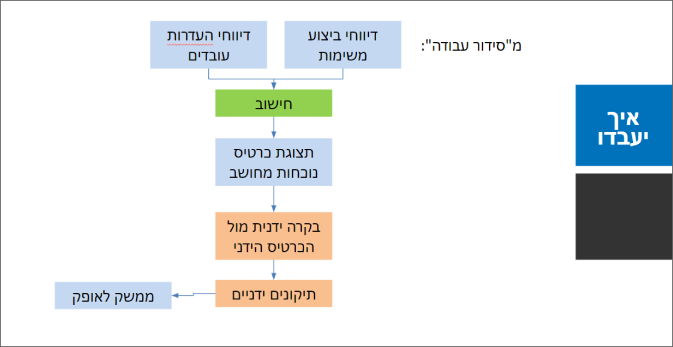 מ"סידור עבודה":
דיווחי ביצוע
משימות
דיווחי העדרות
עובדים
חישוב
תצוגת כרטיס
נוכחות מחושב
בקרה ידנית מול
הכרטיס הידני
תיקונים ידניים
ממשק לאופק
איך
יעבדו